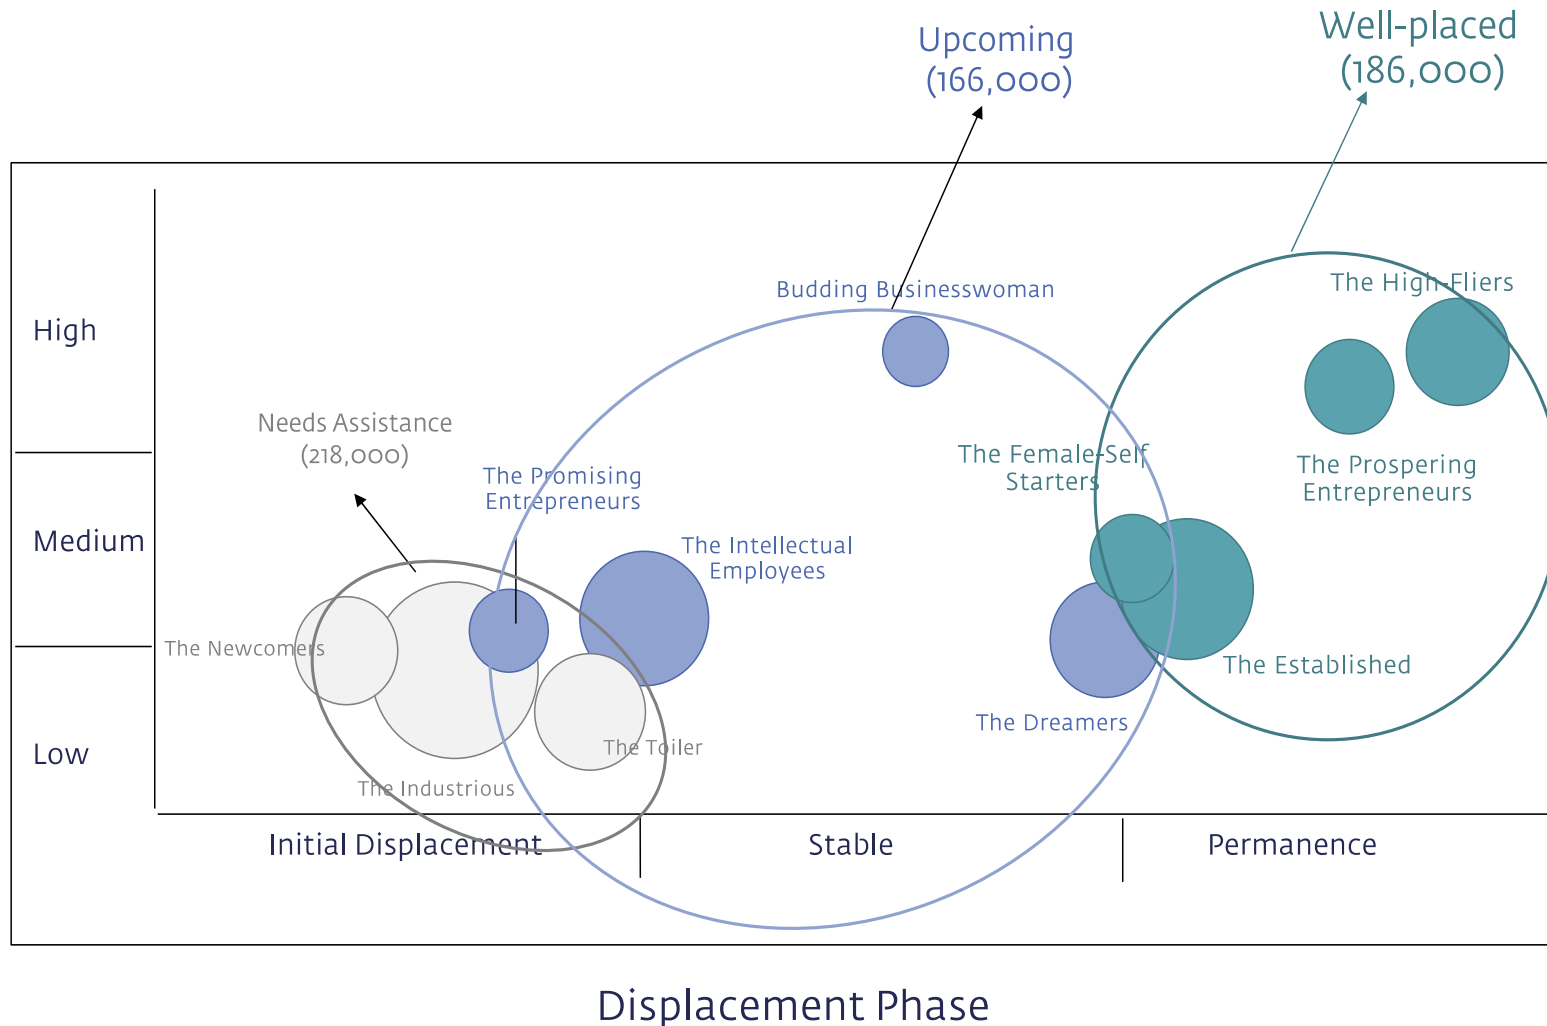 Upcoming
(166,000)
Well-placed
(186,000)
High
Medium
Low
Budding Businesswoman
The High-Fliers
Needs Assistance
(218,000)
The Promising
Entrepreneurs
The Female-Self
Starters
The Prospering
Entrepreneurs
The Intellectual
Employees
The Newcomers
The Established
The Dreamers
The Toiler
The Industrious
Initial Displacement
Stable
Permanence
Displacement Phase